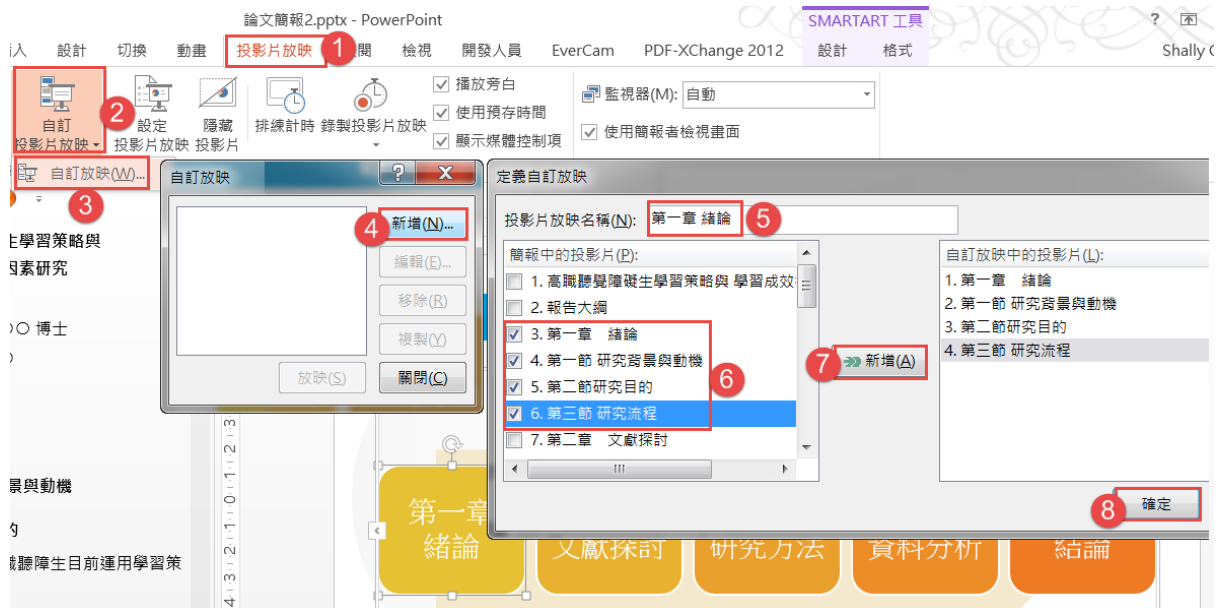 論文簡報2.pptx - PowerPoint
SMARTART 工具
?
入 設計 切換 動畫 投影片放映 1 閱 檢視 開發人員 EverCam PDF-XChange 2012 設計 格式 Shally
自訂
投影片放映
2
設定
投影片放映
隱藏
投影片
排練計時
錄製投影片放映
播放旁白
使用預存時間
顯示媒體控制項
監視器(M): 自動
使用簡報者檢視畫面
自訂放映(W)...
3
自訂放映
4
新增(N)...
編輯(E)...
移除(R)
複製(Y)
放映(S)
關閉(C)
定義自訂放映
投影片放映名稱(N): 第一章 緒論 5
簡報中的投影片(P):
1. 高職聽覺障礙生學習策略與 學習成效
2. 報告大綱
3. 第一章 緒論
4. 第一節 研究背景與動機
5. 第二節研究目的
6. 第三節 研究流程
7. 第二章 文獻探討
6
7
新增(A)
自訂放映中的投影片(L):
1. 第一章 緒論
2. 第一節 研究背景與動機
3. 第二節研究目的
4. 第三節 研究流程
8
確定
生學習策略與
因素研究
○ 博士
景與動機
的
職聽障生目前運用學習策
4·3·2·1·0·1·2·3
第一章
緒論
文獻探討
研究方法
資料分析
結論